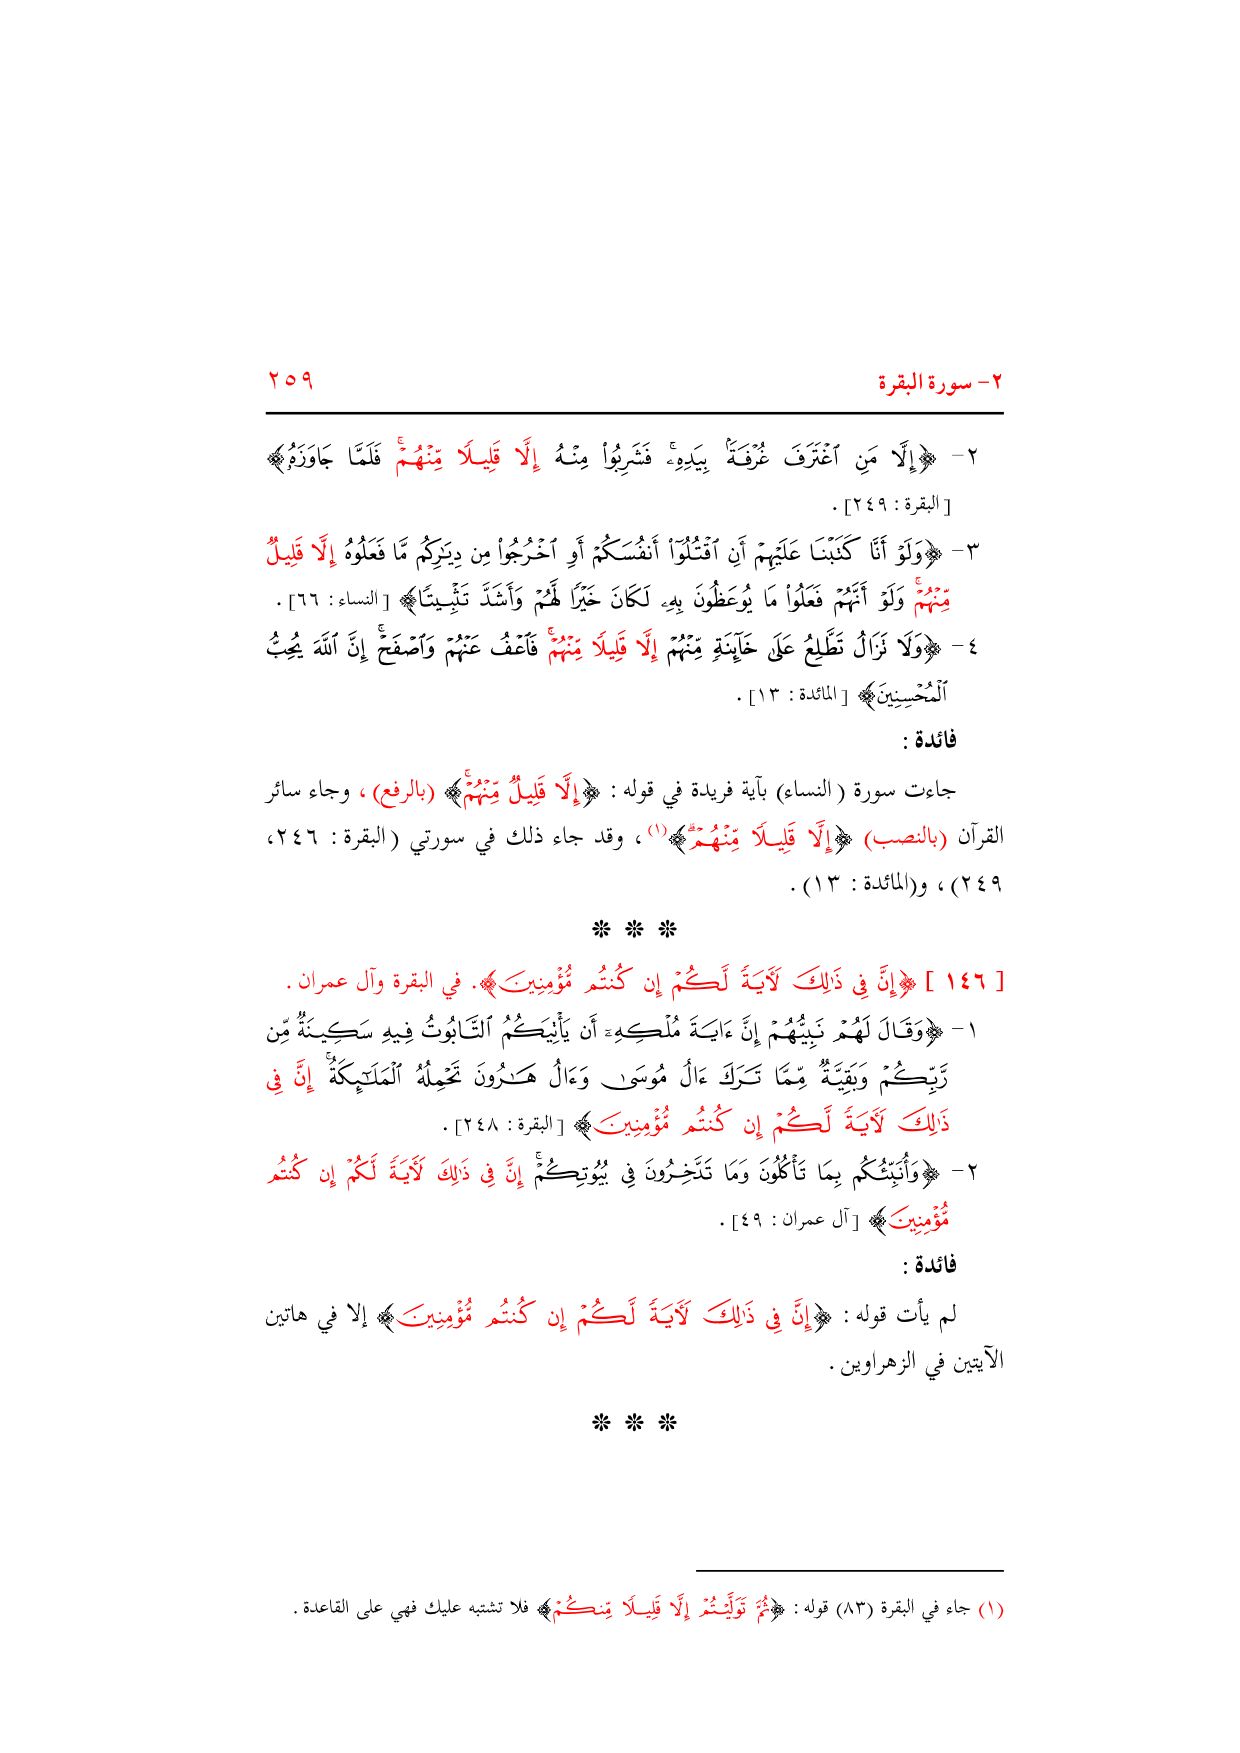 ٢- سورة البقرة ٢٥٩
٢- ﴿إِلَّا مَنِ ٱغۡتَرَفَ غُرۡفَةَۢ بِيَدِهِۦۚ فَشَرِبُواْ مِنۡهُ إِلَّا قَلِيلٗا مِّنۡهُمۡۚ فَلَمَّا جَاوَزَهُۥ﴾
[البقرة : ٢٤٩] .
٣- ﴿وَلَوۡ أَنَّا كَتَبۡنَا عَلَيۡهِمۡ أَنِ ٱقۡتُلُوٓاْ أَنفُسَكُمۡ أَوِ ٱخۡرُجُواْ مِن دِيَٰرِكُم مَّا فَعَلُوهُ إِلَّا قَلِيلٞ
مِّنۡهُمۡۖ وَلَوۡ أَنَّهُمۡ فَعَلُواْ مَا يُوعَظُونَ بِهِۦ لَكَانَ خَيۡرٗا لَّهُمۡ وَأَشَدَّ تَثۡبِيتٗا﴾ [النساء : ٦٦] .
٤- ﴿وَلَا تَزَالُ تَطَّلِعُ عَلَىٰ خَآئِنَةٖ مِّنۡهُمۡ إِلَّا قَلِيلٗا مِّنۡهُمۡۖ فَٱعۡفُ عَنۡهُمۡ وَٱصۡفَحۡۚ إِنَّ ٱللَّهَ يُحِبُّ
ٱلۡمُحۡسِنِينَ﴾ [المائدة : ١٣] .
فائدة :
جاءت سورة (النساء) بآية فريدة في قوله : ﴿إِلَّا قَلِيلٞ مِّنۡهُمۡۖ﴾ (بالرفع) ، وجاء سائر
القرآن (بالنصب) ﴿إِلَّا قَلِيلٗا مِّنۡهُمۡۗ﴾(١) ، وقد جاء ذلك في سورتي (البقرة : ٢٤٦،
٢٤٩) ، و(المائدة : ١٣) .
❊ ❊ ❊
[ ١٤٦ ] ﴿إِنَّ فِي ذَٰلِكَ لَأٓيَةٗ لَّكُمۡ إِن كُنتُم مُّؤۡمِنِينَ﴾. في البقرة وآل عمران .
١- ﴿وَقَالَ لَهُمۡ نَبِيُّهُمۡ إِنَّ ءَايَةَ مُلۡكِهِۦٓ أَن يَأۡتِيَكُمُ ٱلتَّابُوتُ فِيهِ سَكِينَةٞ مِّن
رَّبِّكُمۡ وَبَقِيَّةٞ مِّمَّا تَرَكَ ءَالُ مُوسَىٰ وَءَالُ هَٰرُونَ تَحۡمِلُهُ ٱلۡمَلَٰٓئِكَةُۚ إِنَّ فِي
ذَٰلِكَ لَأٓيَةٗ لَّكُمۡ إِن كُنتُم مُّؤۡمِنِينَ﴾ [البقرة : ٢٤٨] .
٢- ﴿وَأُنَبِّئُكُم بِمَا تَأۡكُلُونَ وَمَا تَدَّخِرُونَ فِي بُيُوتِكُمۡۚ إِنَّ فِي ذَٰلِكَ لَأٓيَةٗ لَّكُمۡ إِن كُنتُم
مُّؤۡمِنِينَ﴾ [آل عمران : ٤٩] .
فائدة :
لم يأت قوله : ﴿إِنَّ فِي ذَٰلِكَ لَأٓيَةٗ لَّكُمۡ إِن كُنتُم مُّؤۡمِنِينَ﴾ إلا في هاتين
الآيتين في الزهراوين .
❊ ❊ ❊
(١) جاء في البقرة (٨٣) قوله : ﴿ثُمَّ تَوَلَّيۡتُمۡ إِلَّا قَلِيلٗا مِّنكُمۡ﴾ فلا تشتبه عليك فهي على القاعدة .